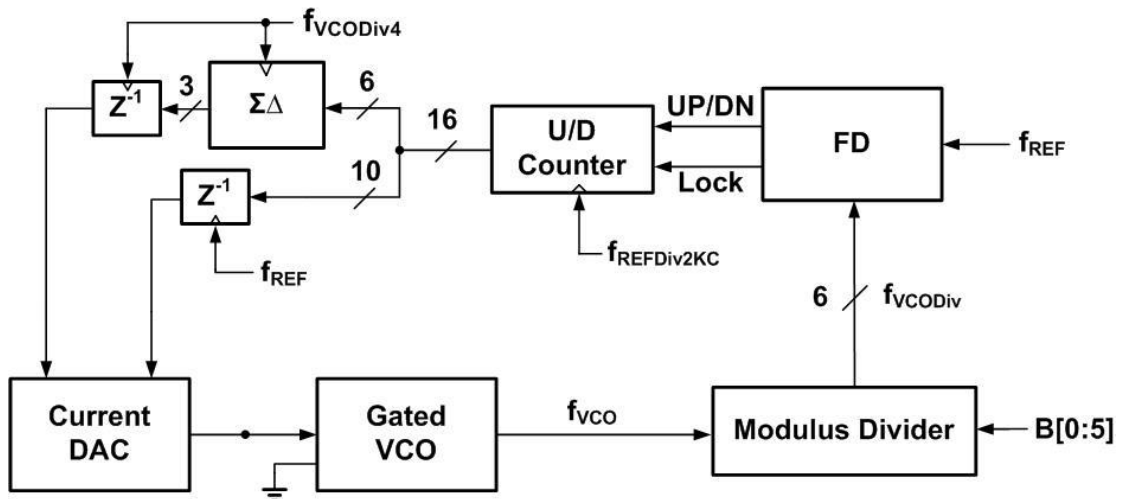 fVCODiv4
3
6
Z-1
ΣΔ
16
U/D
Counter
UP/DN
Lock
FD
fREF
10
Z-1
fREF
fREFDiv2KC
6
fVCODiv
Current
DAC
Gated
VCO
fVCO
Modulus Divider
B[0:5]